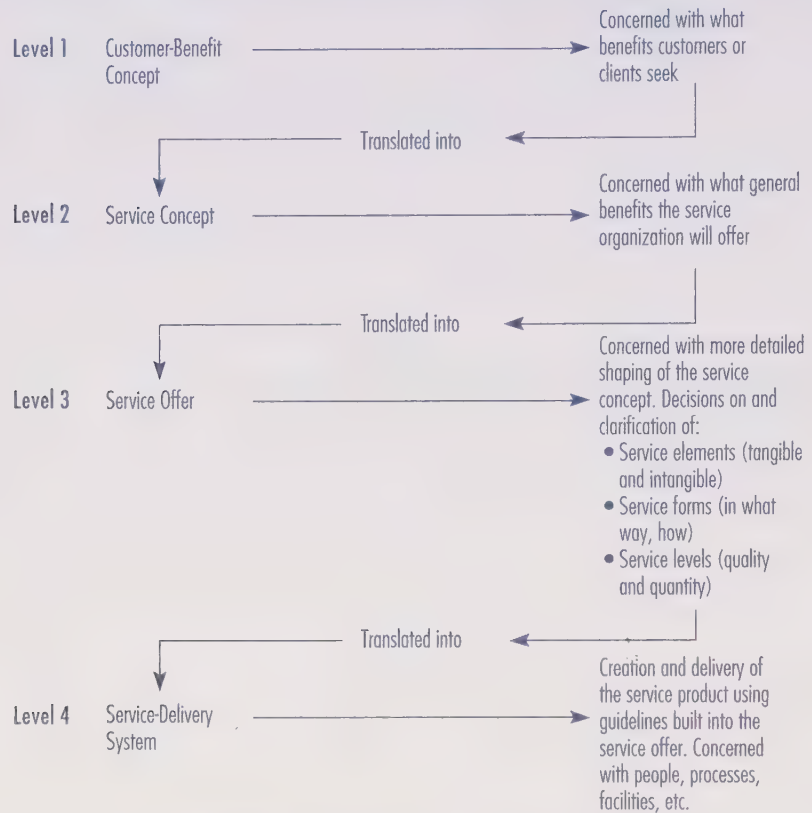 Level 1 Customer-Benefit Concept
Concerned with what
benefits customers or
clients seek
Translated into
Level 2 Service Concept
Concerned with what general
benefits the service
organization will offer
Translated into
Level 3 Service Offer
Concerned with more detailed
shaping of the service
concept. Decisions on and
clarification of:
• Service elements (tangible
and intangible)
• Service forms (in what
way, how)
• Service levels (quality
and quantity)
Translated into
Level 4 Service-Delivery
System
Creation and delivery of
the service product using
guidelines built into the
service offer. Concerned
with people, processes,
facilities, etc.